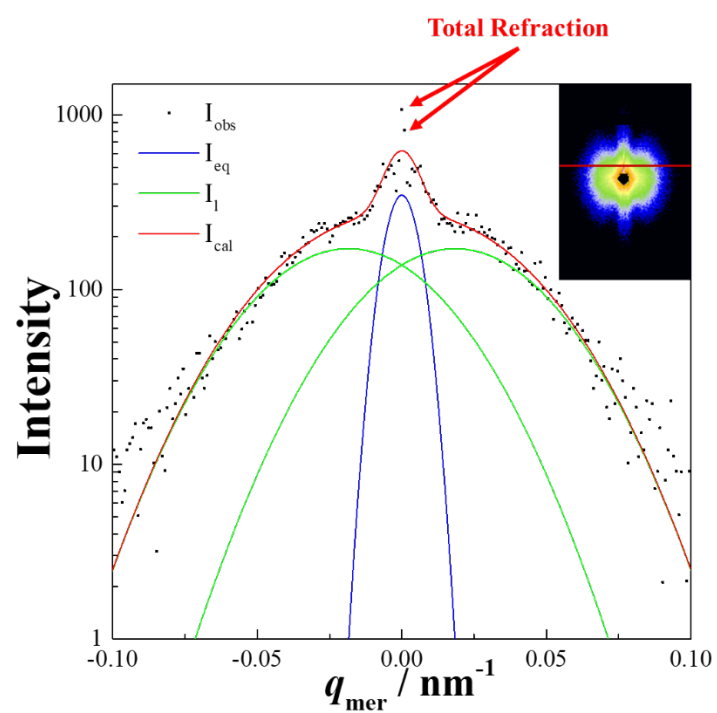 Total Refraction
1000
100
10
1
I_obs
I_eq
I_l
I_cal
Intensity
-0.10 -0.05 0.00 0.05 0.10
q_mer / nm^-1